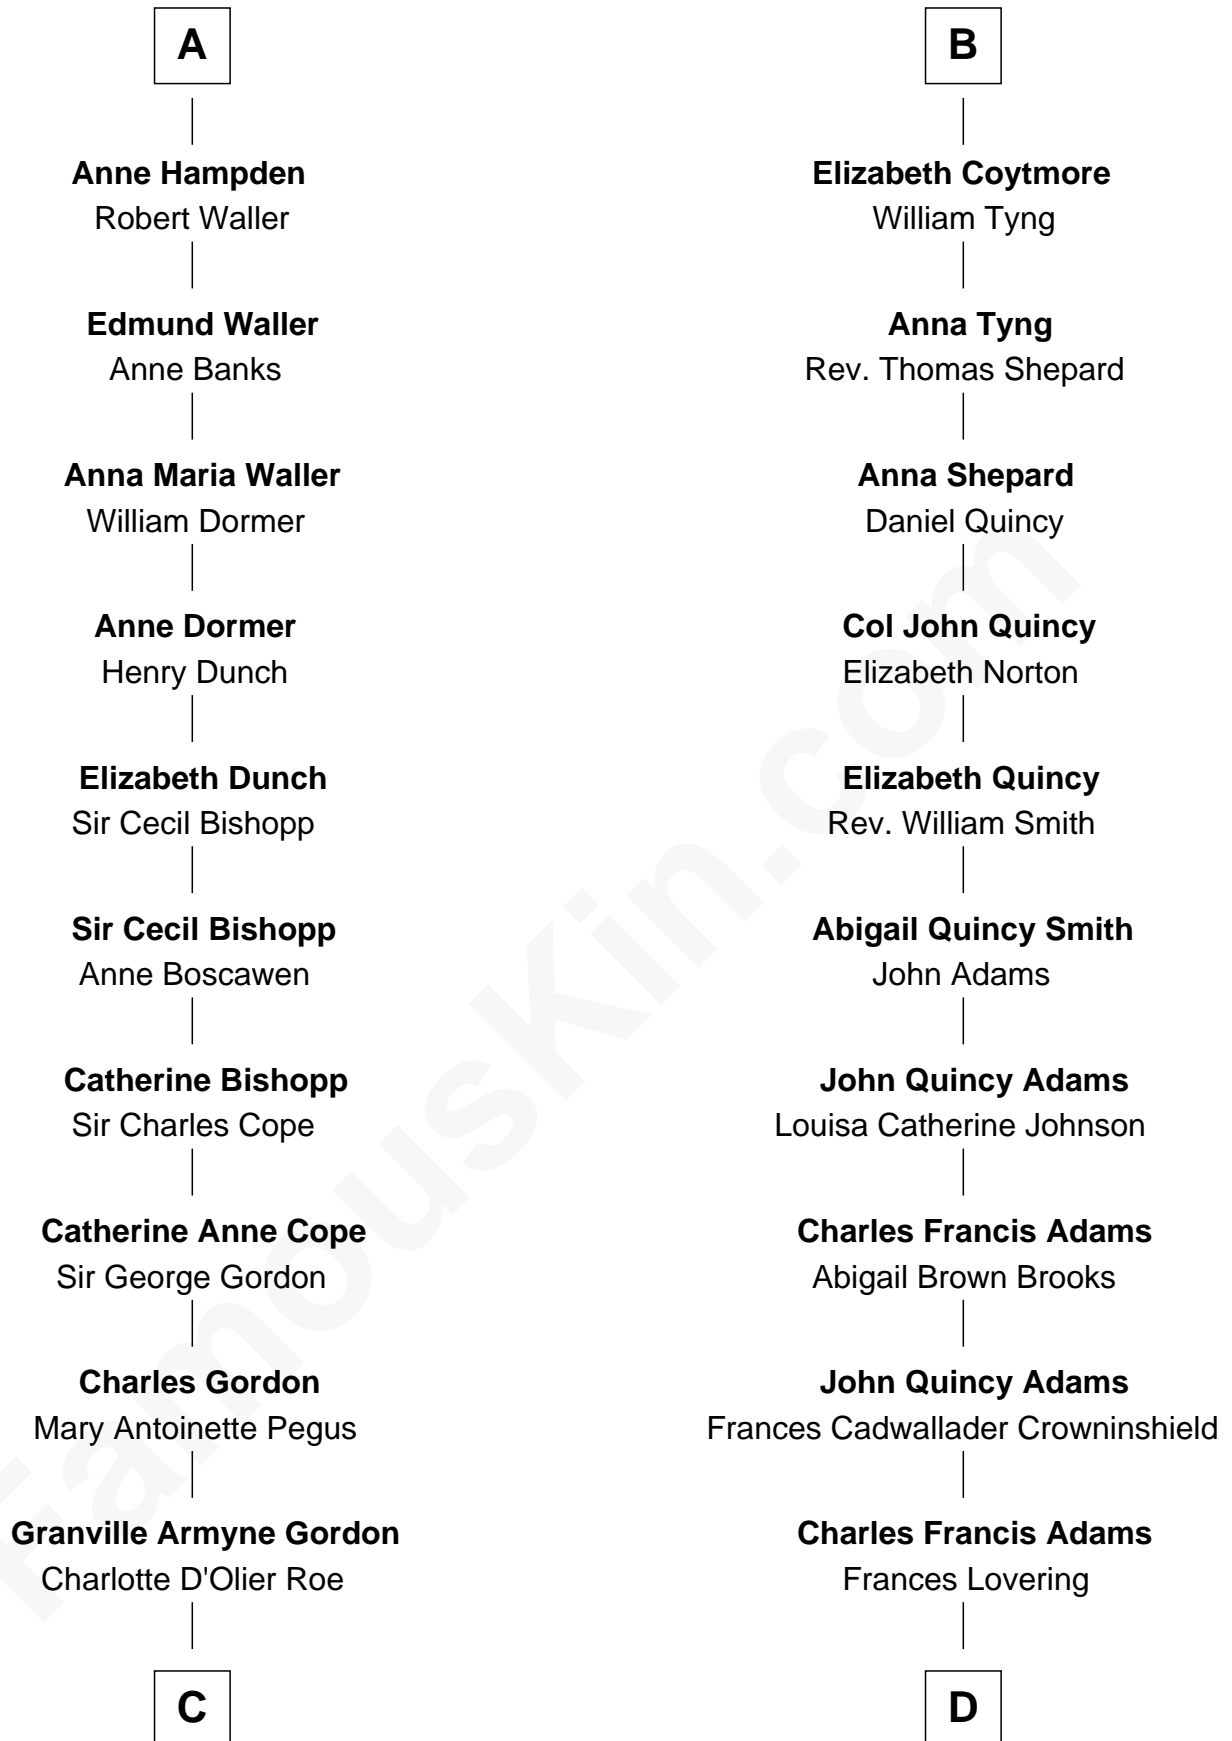 A
Anne Hampden
Robert Waller
Edmund Waller
Anne Banks
Anna Maria Waller
William Dormer
Anne Dormer
Henry Dunch
Elizabeth Dunch
Sir Cecil Bishopp
Sir Cecil Bishopp
Anne Boscawen
Catherine Bishopp
Sir Charles Cope
Catherine Anne Cope
Sir George Gordon
Charles Gordon
Mary Antoinette Pegus
Granville Armyne Gordon
Charlotte D'Olier Roe
C
B
Elizabeth Coytmore
William Tyng
Anna Tyng
Rev. Thomas Shepard
Anna Shepard
Daniel Quincy
Col John Quincy
Elizabeth Norton
Elizabeth Quincy
Rev. William Smith
Abigail Quincy Smith
John Adams
John Quincy Adams
Louisa Catherine Johnson
Charles Francis Adams
Abigail Brown Brooks
John Quincy Adams
Frances Cadwallader Crowninshield
Charles Francis Adams
Frances Lovering
D
FamousKin.com